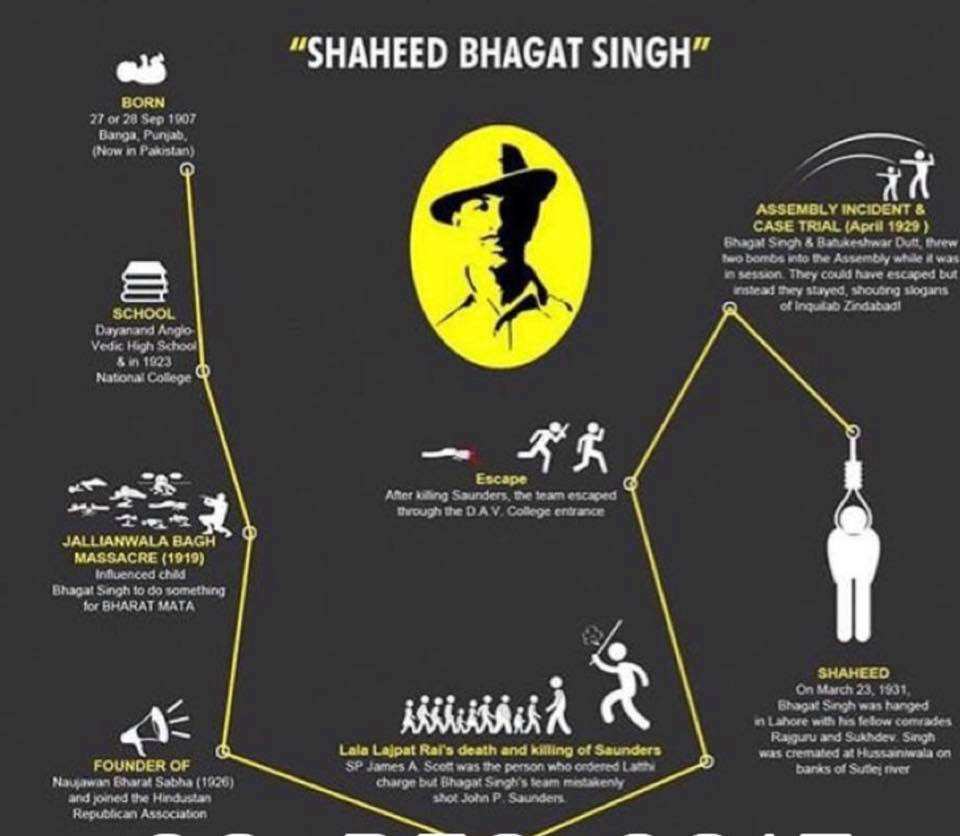 "SHAHEED BHAGAT SINGH"
BORN
27 or 28 Sep 1907
Banga, Punjab,
(Now in Pakistan)
SCHOOL
Dayanand Anglo-
Vedic High School
& in 1923
National College
JALLIANWALA BAGH
MASSACRE (1919)
Influenced child
Bhagat Singh to do something
for BHARAT MATA
FOUNDER OF
Naujawan Bharat Sabha (1926)
and joined the Hindustan
Republican Association
Lala Lajpat Rai's death and killing of Saunders
SP James A. Scott was the person who ordered Latthi
charge but Bhagat Singh's team mistakenly
shot John P. Saunders.
Escape
After killing Saunders, the team escaped
through the D.A.V. College entrance
ASSEMBLY INCIDENT &
CASE TRIAL (April 1929 )
Bhagat Singh & Batukeshwar Dutt, threw
two bombs into the Assembly while it was
in session. They could have escaped but
instead they stayed, shouting slogans
of Inquilab Zindabad!
SHAHEED
On March 23, 1931,
Bhagat Singh was hanged
in Lahore with his fellow comrades
Rajguru and Sukhdev. Singh
was cremated at Hussainiwala on
banks of Sutlej river